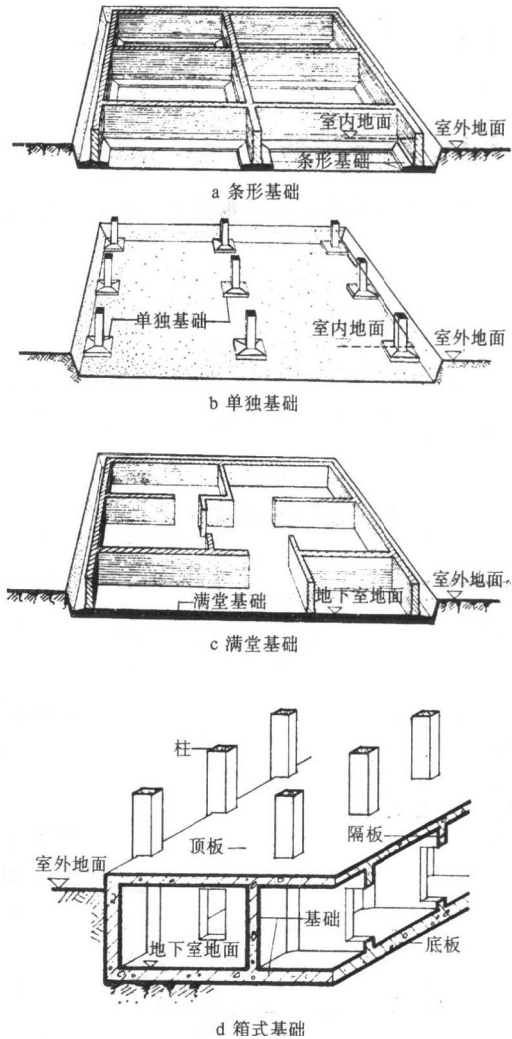 室内地面
室外地面
条形基础
a 条形基础
单独基础
室内地面
室外地面
b 单独基础
室外地面
满堂基础
地下室地面
c 满堂基础
柱
隔板
顶板
室外地面
基础
地下室地面
底板
d 箱式基础